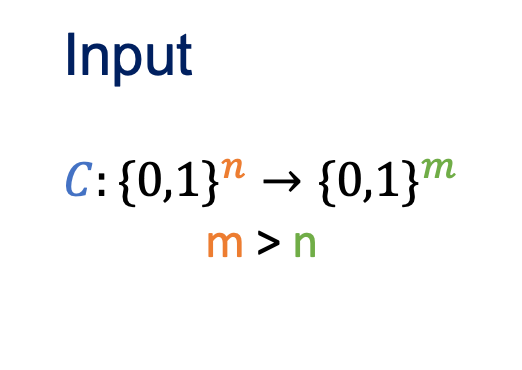 Input
C: {0,1}ⁿ → {0,1}ᵐ
m > n